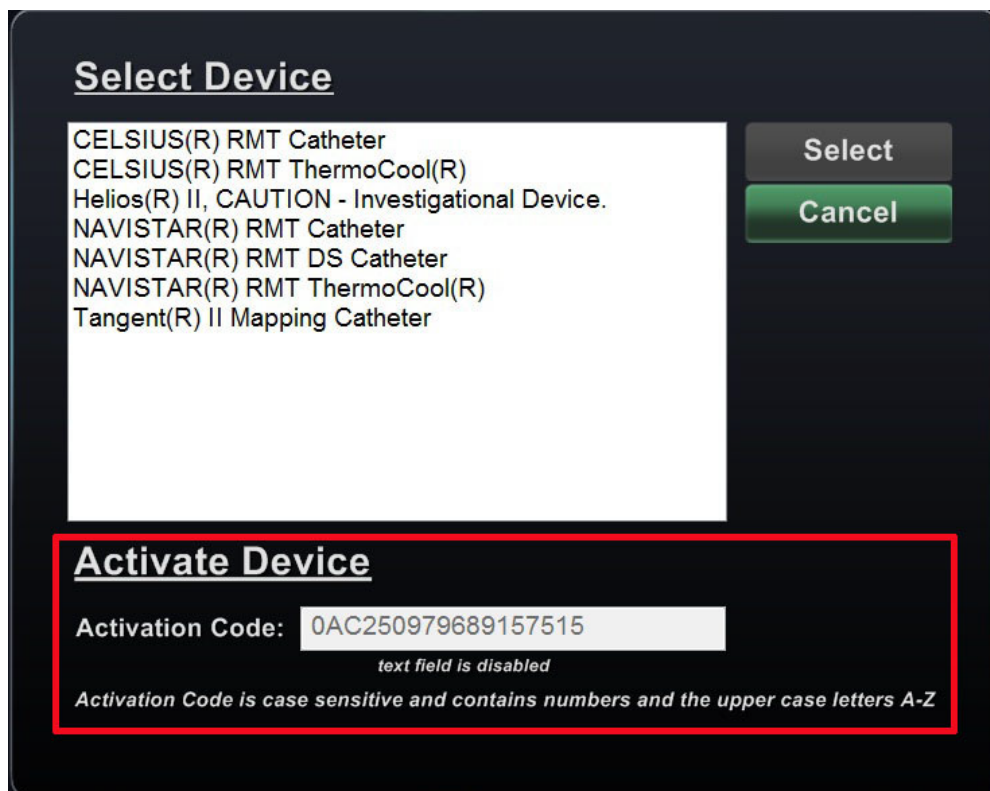 Select Device
CELSIUS(R) RMT Catheter
CELSIUS(R) RMT ThermoCool(R)
Helios(R) II, CAUTION - Investigational Device.
NAVISTAR(R) RMT Catheter
NAVISTAR(R) RMT DS Catheter
NAVISTAR(R) RMT ThermoCool(R)
Tangent(R) II Mapping Catheter
Select
Cancel
Activate Device
Activation Code: 0AC250979689157515
text field is disabled
Activation Code is case sensitive and contains numbers and the upper case letters A-Z